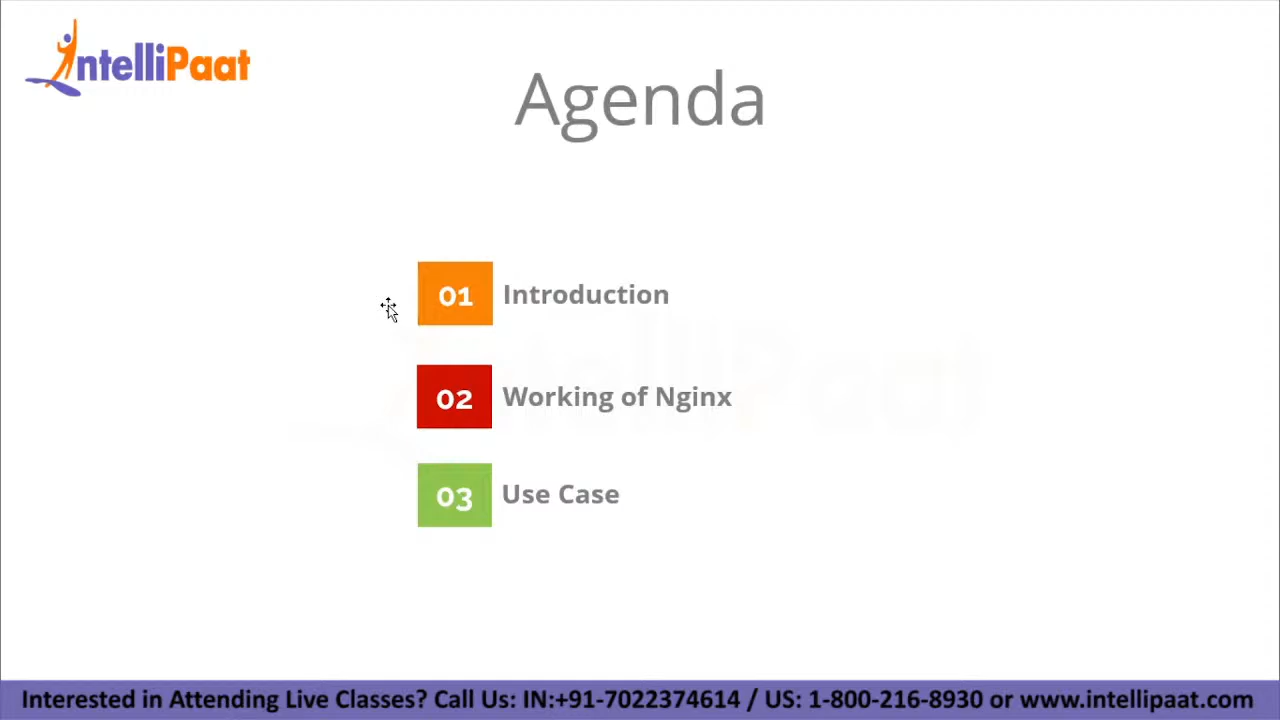 IntelliPaat
Agenda
01 Introduction
02 Working of Nginx
03 Use Case
Interested in Attending Live Classes? Call Us: IN:+91-7022374614 / US: 1-800-216-8930 or www.intellipaat.com